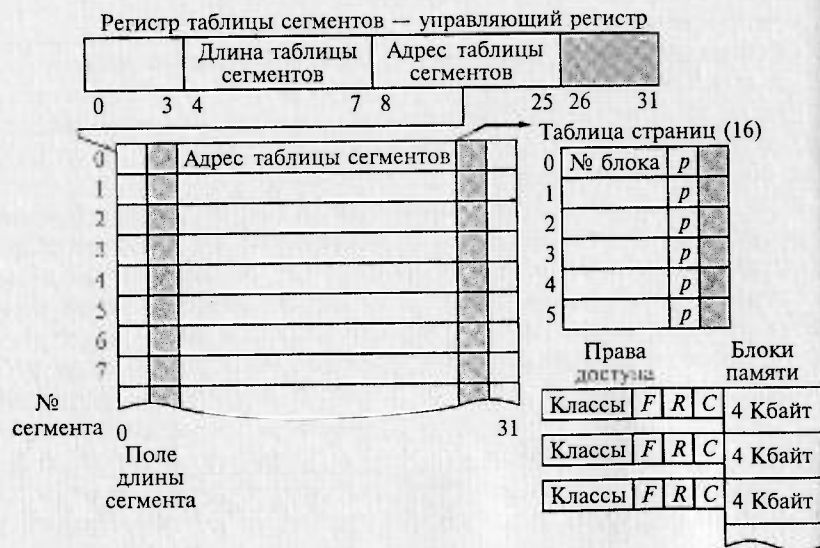 Регистр таблицы сегментов — управляющий регистр
Длина таблицы сегментов
Адрес таблицы сегментов
0 3 4 7 8 25 26 31
Таблица страниц (16)
0 Адрес таблицы сегментов
1
2
3
4
5
6
7
0 № блока p
1 p
2 p
3 p
4 p
5 p
№ сегмента
0 31
Поле длины сегмента
Права доступа
Блоки памяти
Классы F R C 4 Кбайт
Классы F R C 4 Кбайт
Классы F R C 4 Кбайт